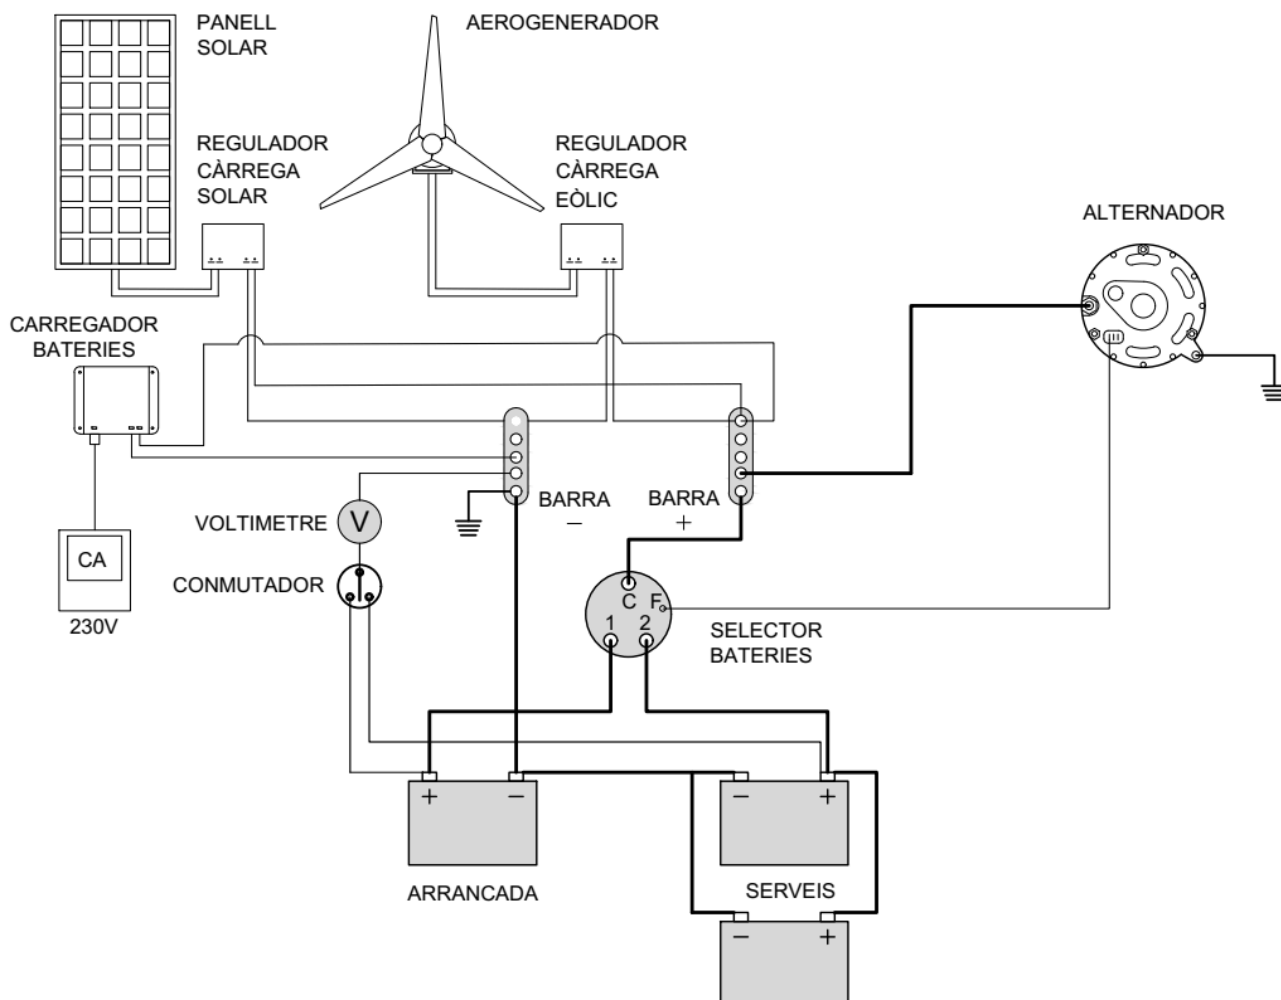 PANELL
SOLAR
AEROGENERADOR
REGULADOR
CÀRREGA
SOLAR
REGULADOR
CÀRREGA
EÒLIC
ALTERNADOR
CARREGADOR
BATERIES
BARRA
−
BARRA
+
VOLTIMETRE
V
CA
CONMUTADOR
230V
C F
1 2
SELECTOR
BATERIES
+ −
− +
ARRANCADA
SERVEIS
− +